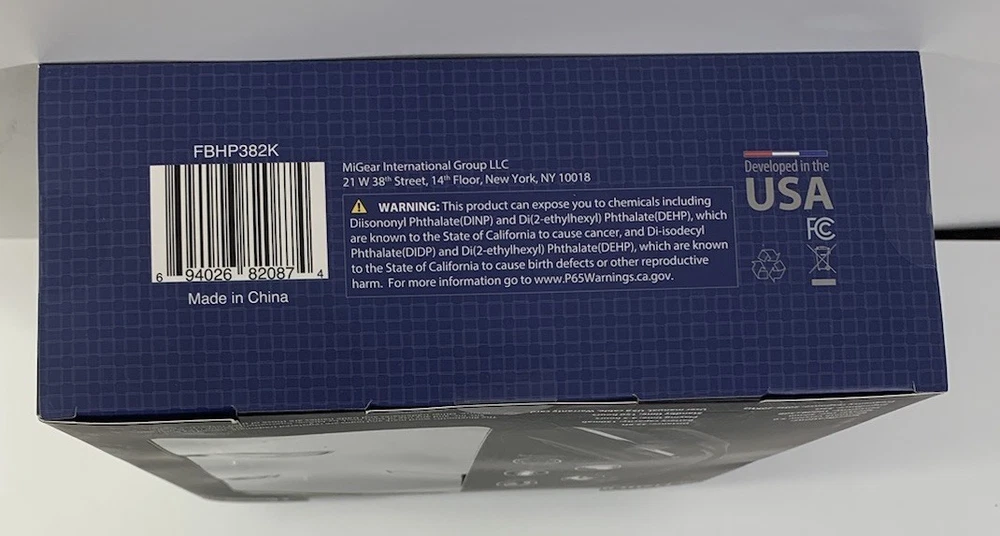 FBHP382K
6 94026 82087 4
Made in China
MiGear International Group LLC
21 W 38th Street, 14th Floor, New York, NY 10018
WARNING: This product can expose you to chemicals including
Diisononyl Phthalate(DINP) and Di(2-ethylhexyl) Phthalate(DEHP), which
are known to the State of California to cause cancer, and Di-isodecyl
Phthalate(DIDP) and Di(2-ethylhexyl) Phthalate(DEHP), which are known
to the State of California to cause birth defects or other reproductive
harm. For more information go to www.P65Warnings.ca.gov.
Developed in the
USA
FC